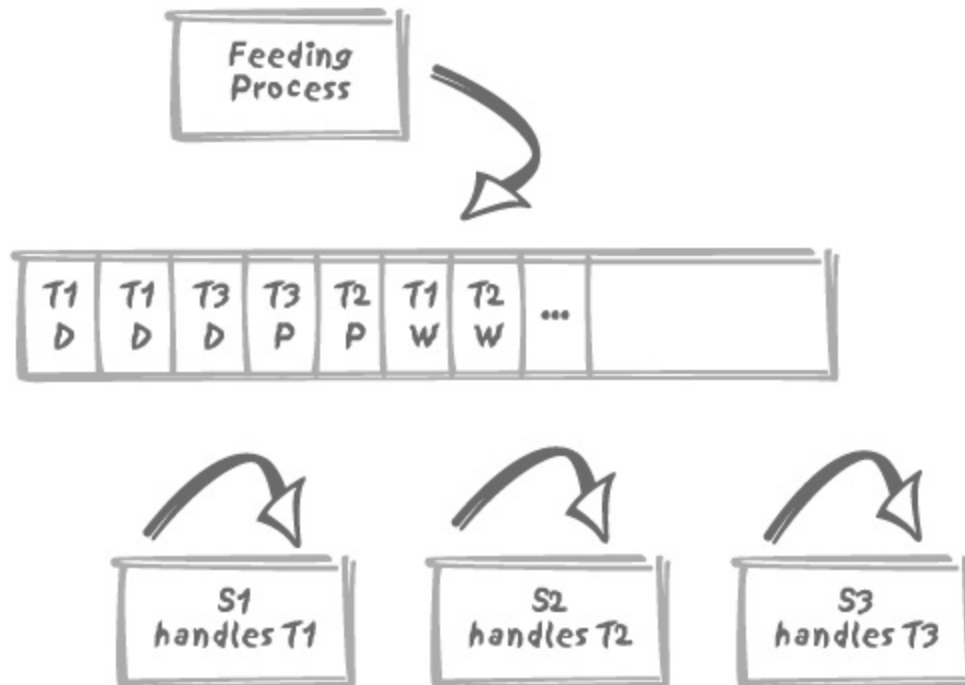 Feeding
Process
T1 T1 T3 T3 T2 T1 T2 ...
D D D P P W W
S1
handles T1
S2
handles T2
S3
handles T3